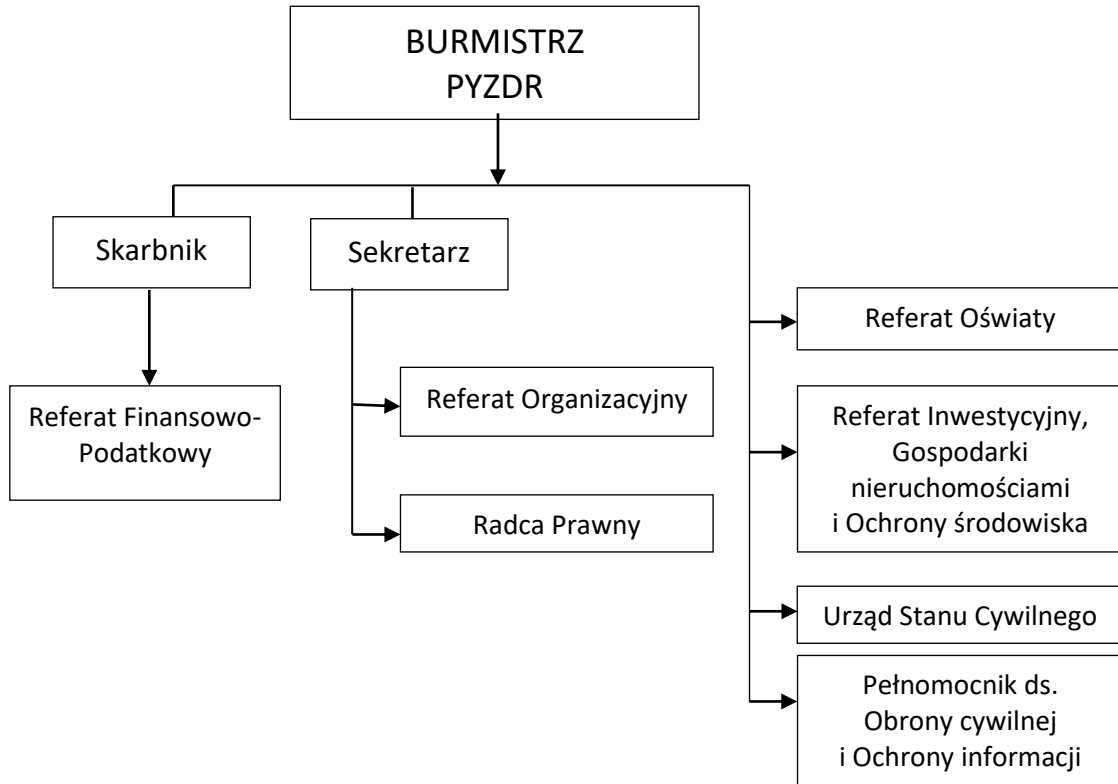 BURMISTRZ
PYZDR
Skarbnik
Sekretarz
Referat Oświaty
Referat Finansowo-
Podatkowy
Referat Organizacyjny
Referat Inwestycyjny,
Gospodarki
nieruchomościami
i Ochrony środowiska
Radca Prawny
Urząd Stanu Cywilnego
Pełnomocnik ds.
Obrony cywilnej
i Ochrony informacji